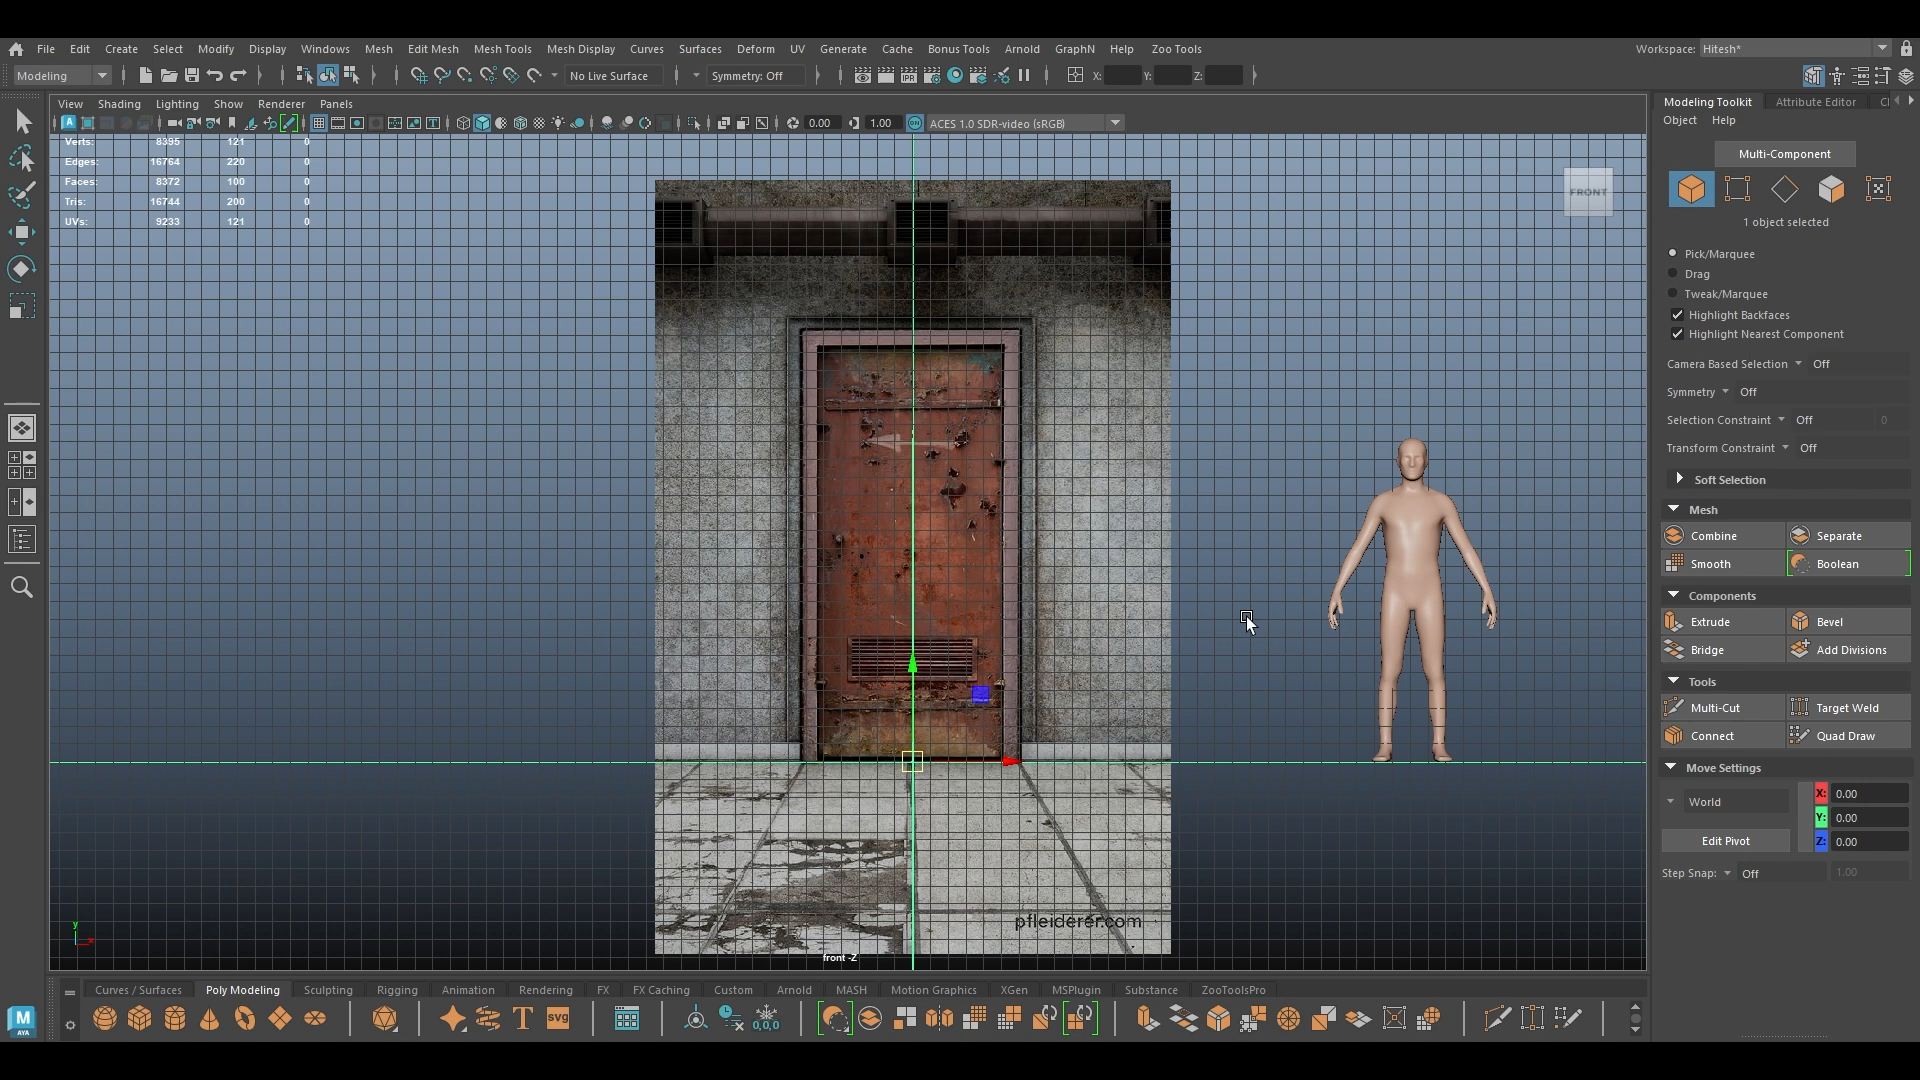 File Edit Create Select Modify Display Windows Mesh Edit Mesh Mesh Tools Mesh Display Curves Surfaces Deform UV Generate Cache Bonus Tools Arnold GraphN Help Zoo Tools Workspace: Hitesh*
Modeling No Live Surface Symmetry: Off X: Y: Z:
View Shading Lighting Show Renderer Panels
0.00 1.00 ACES 1.0 SDR-video (sRGB)
Verts: 8395 121 0
Edges: 16764 220 0
Faces: 8372 100 0
Tris: 16744 200 0
UVs: 9233 121 0
FRONT
pfleiderer.com
front -Z
y
x
Modeling Toolkit Attribute Editor
Object Help
Multi-Component
1 object selected
Pick/Marquee
Drag
Tweak/Marquee
Highlight Backfaces
Highlight Nearest Component
Camera Based Selection Off
Symmetry Off
Selection Constraint Off 0
Transform Constraint Off
Soft Selection
Mesh
Combine Separate
Smooth Boolean
Components
Extrude Bevel
Bridge Add Divisions
Tools
Multi-Cut Target Weld
Connect Quad Draw
Move Settings
World X: 0.00
Y: 0.00
Edit Pivot Z: 0.00
Step Snap: Off 1.00
Curves / Surfaces Poly Modeling Sculpting Rigging Animation Rendering FX FX Caching Custom Arnold MASH Motion Graphics XGen MSPlugin Substance ZooToolsPro
M
AYA
T svg 0,0,0